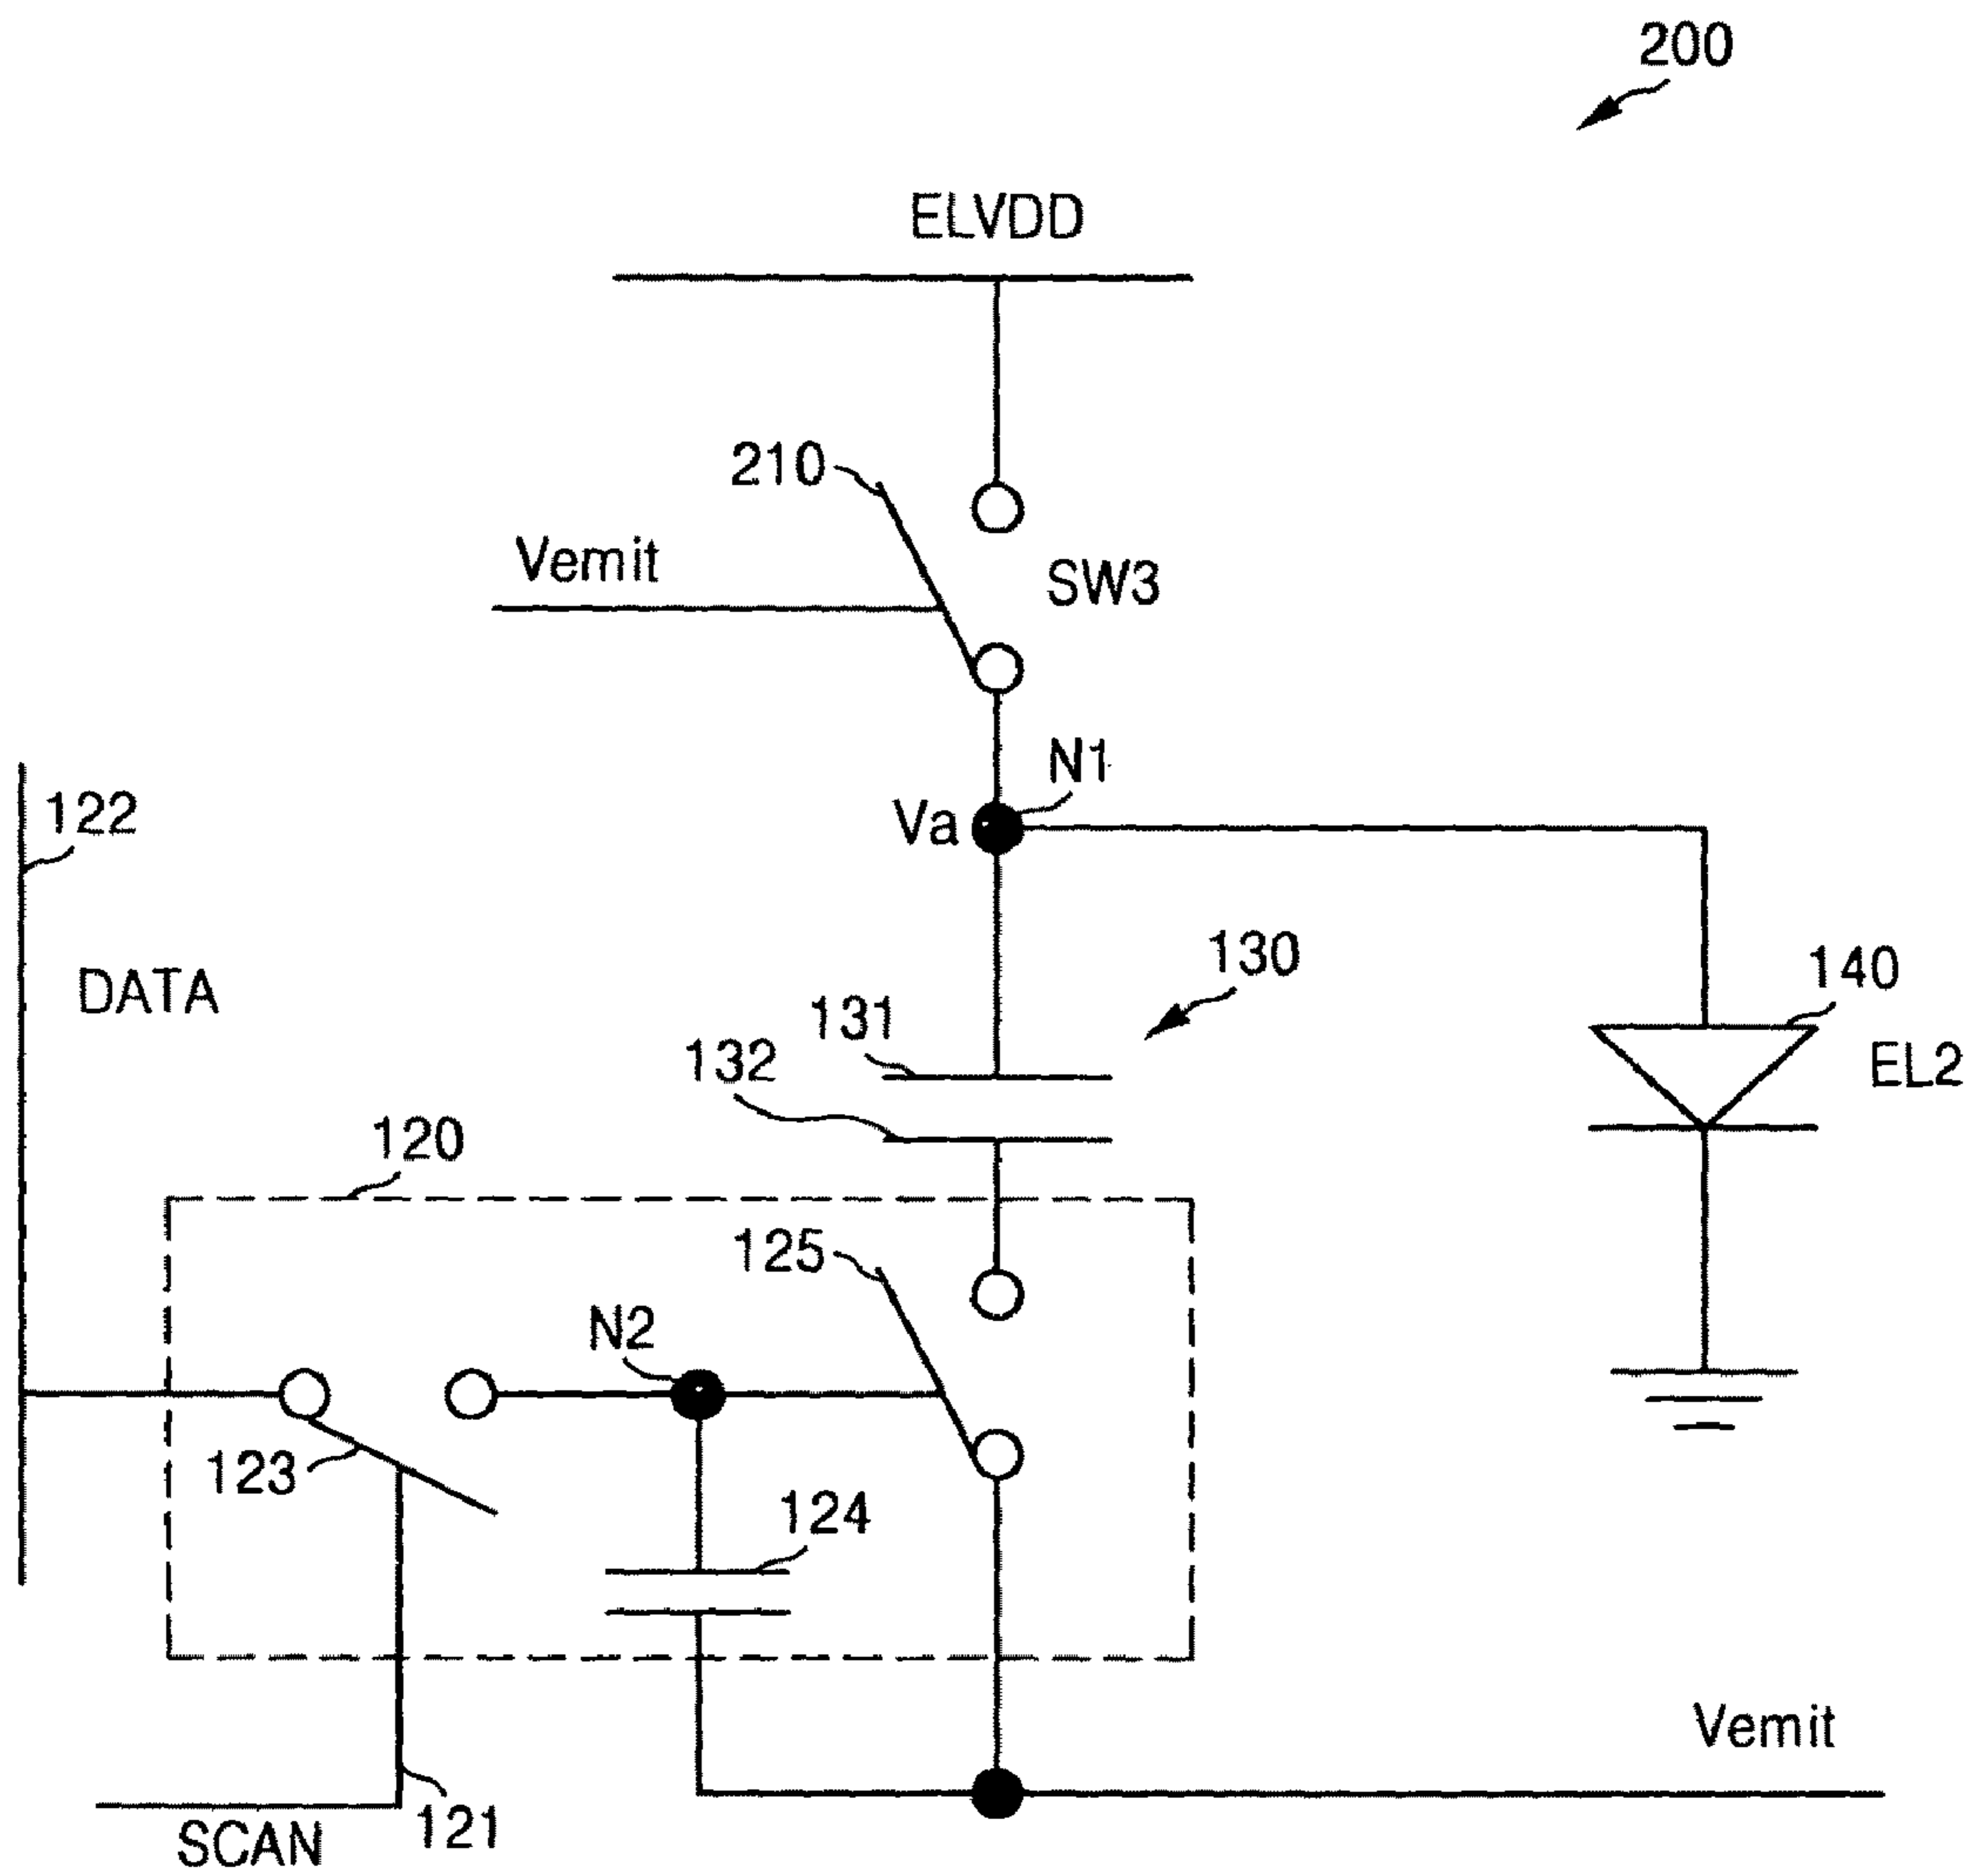 200
ELVDD
210
Vemit
SW3
N1
Va
122
DATA
130
131
140
132
EL2
120
125
N2
123
124
Vemit
121
SCAN